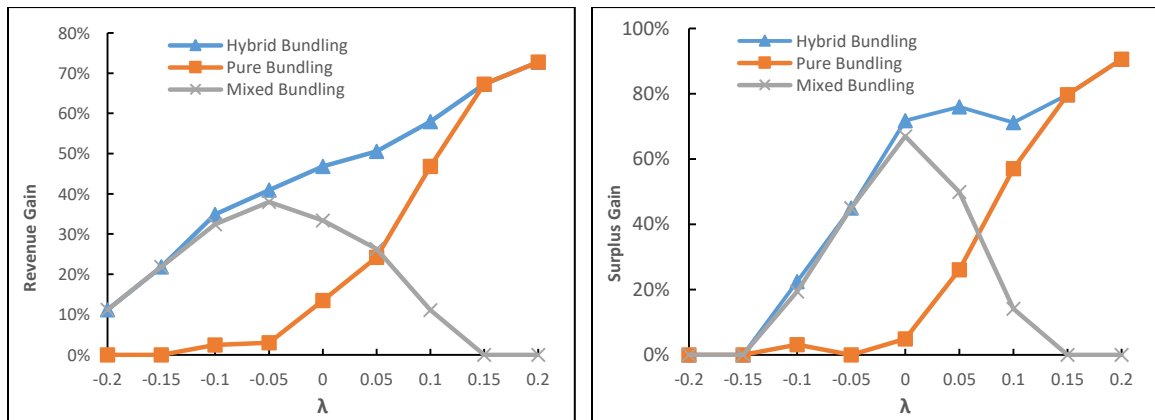 80%
70%
60%
50%
40%
30%
20%
10%
0%
Revenue Gain
Hybrid Bundling
Pure Bundling
Mixed Bundling
-0.2 -0.15 -0.1 -0.05 0 0.05 0.1 0.15 0.2
λ
100%
80%
60%
40%
20%
0%
Surplus Gain
Hybrid Bundling
Pure Bundling
Mixed Bundling
-0.2 -0.15 -0.1 -0.05 0 0.05 0.1 0.15 0.2
λ